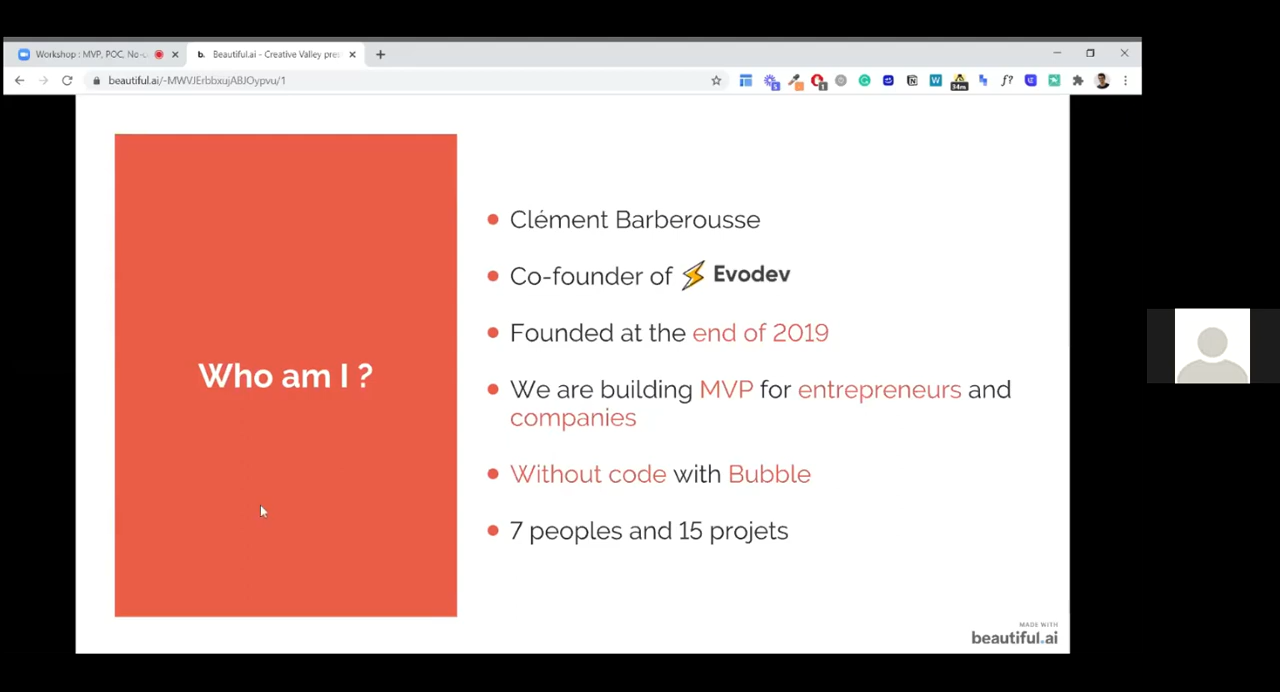 Workshop : MVP, POC, No-c
b. Beautiful.ai - Creative Valley pres
beautiful.ai/-MWVJErbbxujABJOypvu/1
34m
f?
Who am I ?
Clément Barberousse
Co-founder of ⚡ Evodev
Founded at the end of 2019
We are building MVP for entrepreneurs and
companies
Without code with Bubble
7 peoples and 15 projets
MADE WITH
beautiful.ai